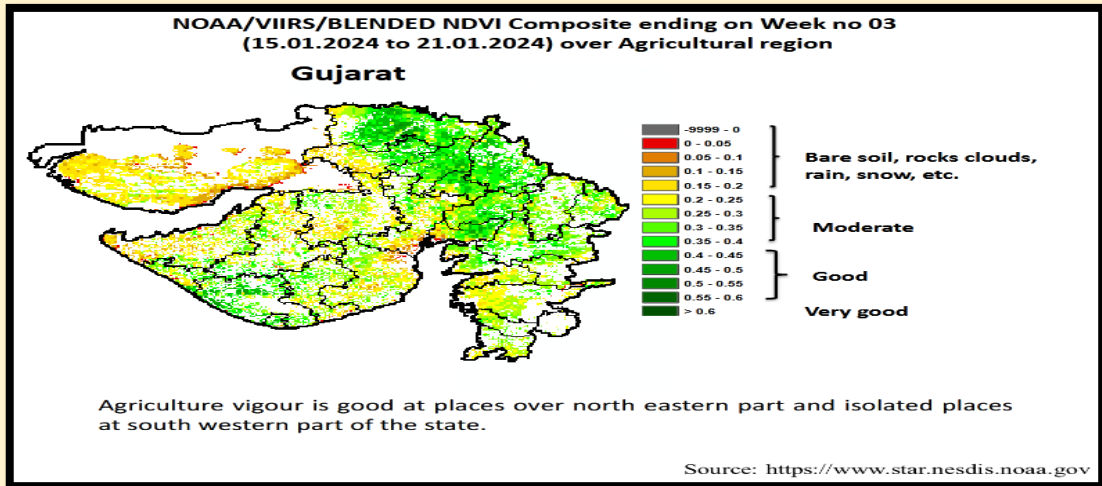 NOAA/VIIRS/BLENDED NDVI Composite ending on Week no 03
(15.01.2024 to 21.01.2024) over Agricultural region
Gujarat
-9999 - 0
0 - 0.05
0.05 - 0.1
0.1 - 0.15
0.15 - 0.2
0.2 - 0.25
0.25 - 0.3
0.3 - 0.35
0.35 - 0.4
0.4 - 0.45
0.45 - 0.5
0.5 - 0.55
0.55 - 0.6
> 0.6
Bare soil, rocks clouds,
rain, snow, etc.
Moderate
Good
Very good
Agriculture vigour is good at places over north eastern part and isolated places
at south western part of the state.
Source: https://www.star.nesdis.noaa.gov